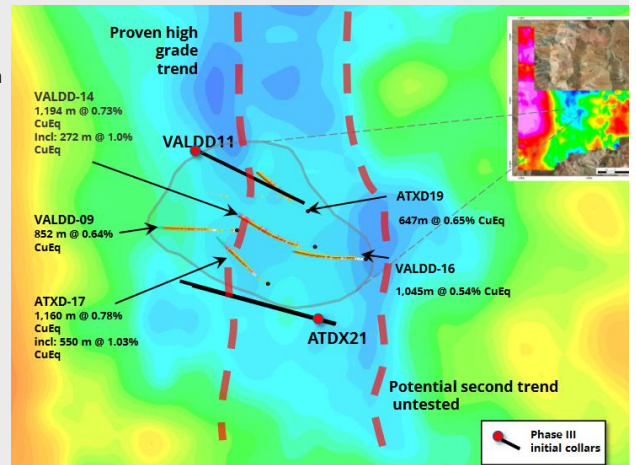 Proven high
grade
trend
VALDD-14
1,194 m @ 0.73%
CuEq
Incl: 272 m @ 1.0%
CuEq
VALDD11
ATXD19
647m @ 0.65% CuEq
VALDD-09
852 m @ 0.64%
CuEq
VALDD-16
1,045m @ 0.54% CuEq
ATXD-17
1,160 m @ 0.78%
CuEq
incl: 550 m @ 1.03%
CuEq
ATDX21
Potential second trend
untested
Phase III
initial collars